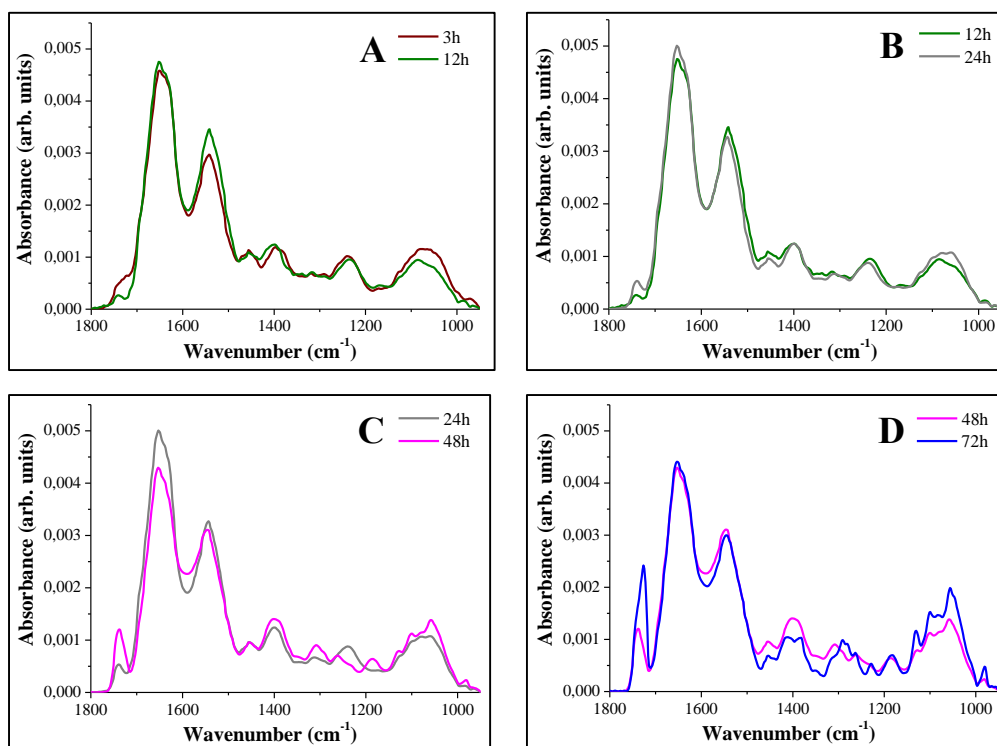 A
3h
12h
0,005
0,004
0,003
0,002
0,001
0,000
Absorbance (arb. units)
1800 1600 1400 1200 1000
Wavenumber (cm-1)
B
12h
24h
0,005
0,004
0,003
0,002
0,001
0,000
Absorbance (arb. units)
1800 1600 1400 1200 1000
Wavenumber (cm-1)
C
24h
48h
0,005
0,004
0,003
0,002
0,001
0,000
Absorbance (arb. units)
1800 1600 1400 1200 1000
Wavenumber (cm-1)
D
48h
72h
0,005
0,004
0,003
0,002
0,001
0,000
Absorbance (arb. units)
1800 1600 1400 1200 1000
Wavenumber (cm-1)